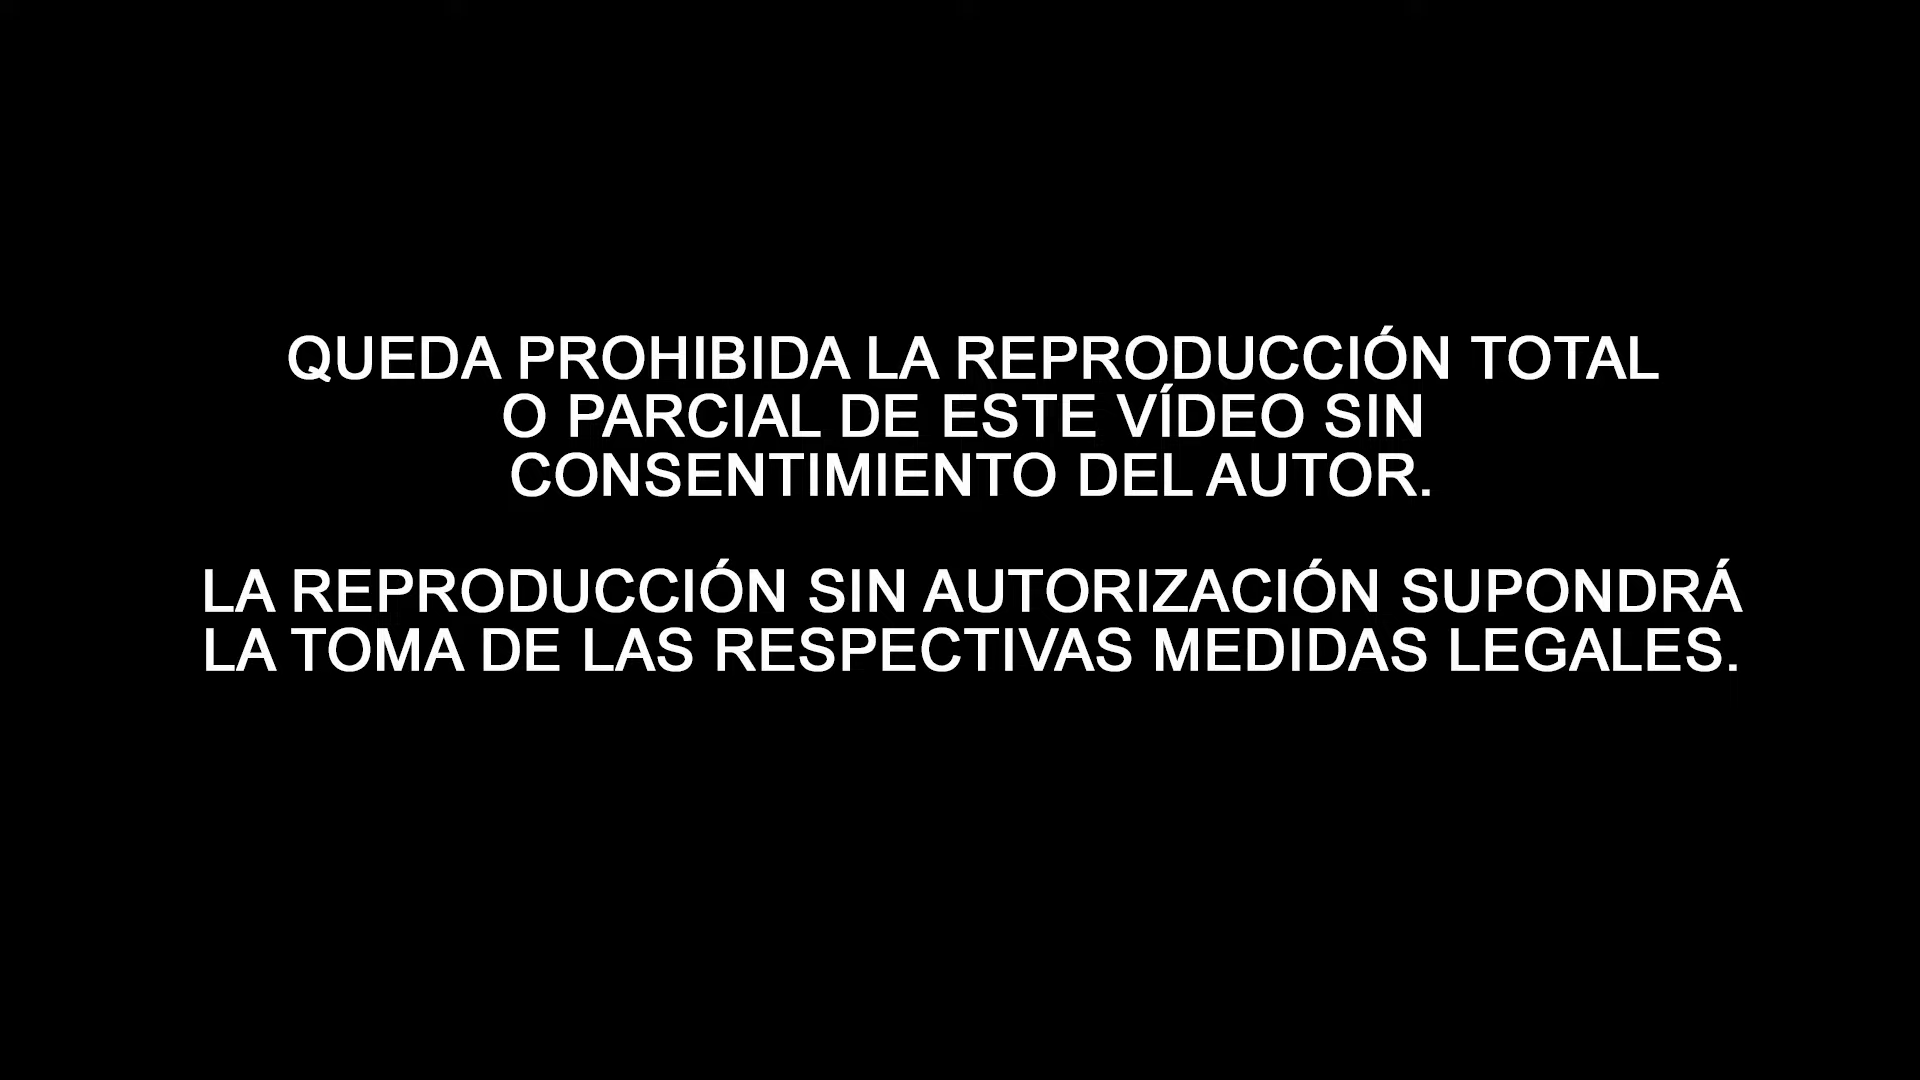 QUEDA PROHIBIDA LA REPRODUCCIÓN TOTAL
O PARCIAL DE ESTE VÍDEO SIN
CONSENTIMIENTO DEL AUTOR.
LA REPRODUCCIÓN SIN AUTORIZACIÓN SUPONDRÁ
LA TOMA DE LAS RESPECTIVAS MEDIDAS LEGALES.